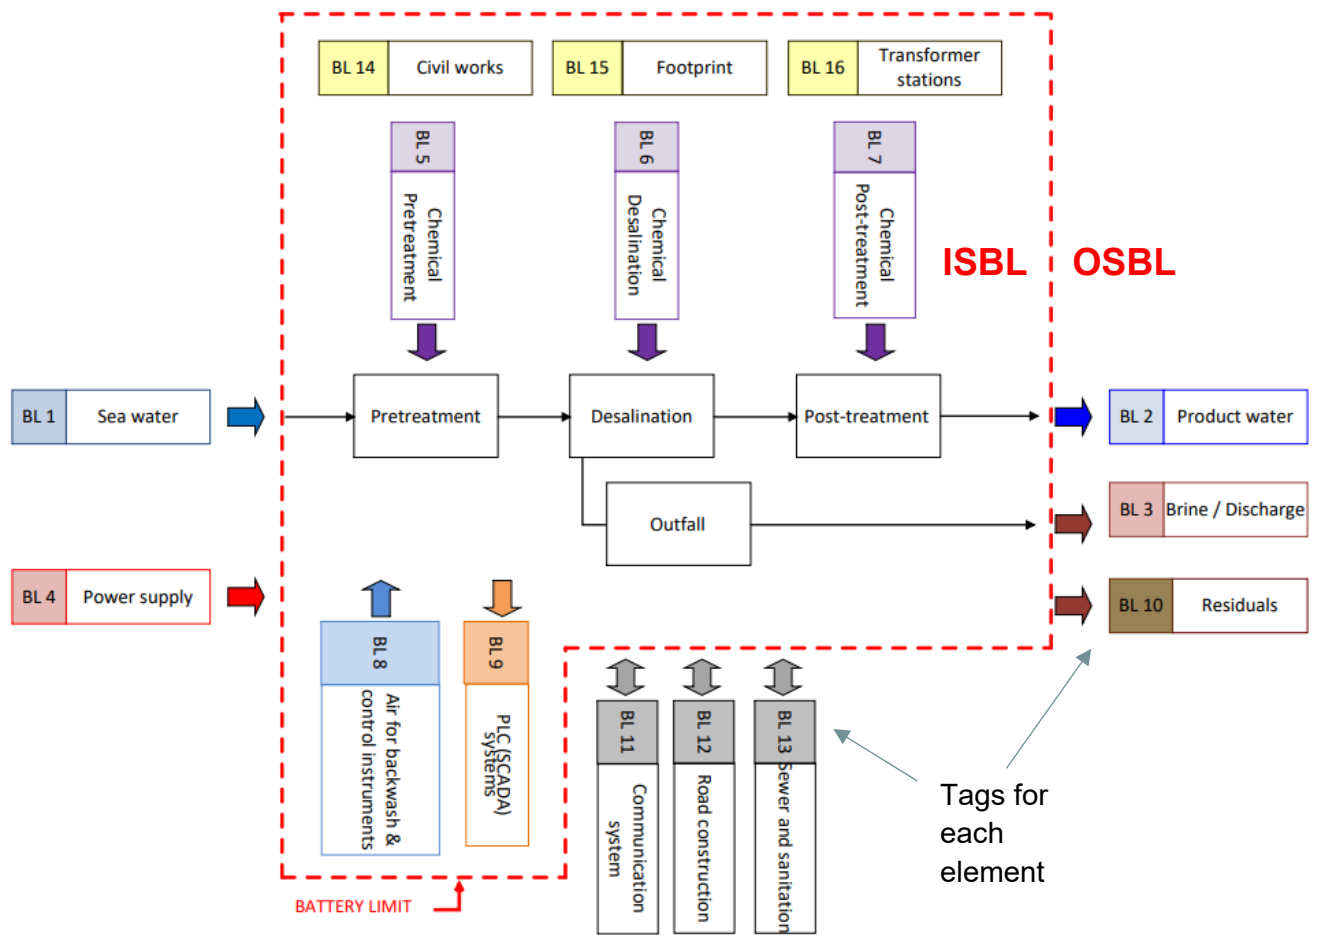 BL 14
Civil works
BL 15
Footprint
BL 16
Transformer
stations
BL 5
Chemical
Pretreatment
BL 6
Chemical
Desalination
BL 7
Chemical
Post-treatment
ISBL
OSBL
BL 1
Sea water
Pretreatment
Desalination
Post-treatment
BL 2
Product water
Outfall
BL 3
Brine / Discharge
BL 4
Power supply
BL 10
Residuals
BL 8
Air for backwash &
control instruments
BL 9
PLC (SCADA)
systems
BL 11
Communication
system
BL 12
Road construction
BL 13
Sewer and sanitation
Tags for
each
element
BATTERY LIMIT